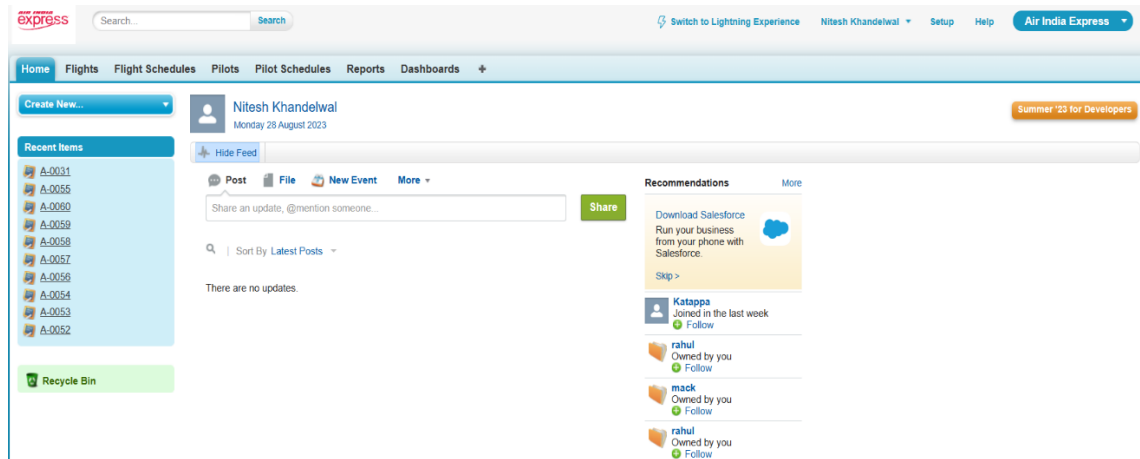 AIR INDIA
express
Search...
Search
Switch to Lightning Experience
Nitesh Khandelwal
Setup
Help
Air India Express
Home
Flights
Flight Schedules
Pilots
Pilot Schedules
Reports
Dashboards
+
Create New...
Nitesh Khandelwal
Monday 28 August 2023
Summer '23 for Developers
Recent Items
A-0031
A-0055
A-0060
A-0059
A-0058
A-0057
A-0056
A-0054
A-0053
A-0052
Recycle Bin
Hide Feed
Post
File
New Event
More
Share an update, @mention someone...
Share
Sort By Latest Posts
There are no updates.
Recommendations
More
Download Salesforce
Run your business
from your phone with
Salesforce.
Skip >
Katappa
Joined in the last week
Follow
rahul
Owned by you
Follow
mack
Owned by you
Follow
rahul
Owned by you
Follow